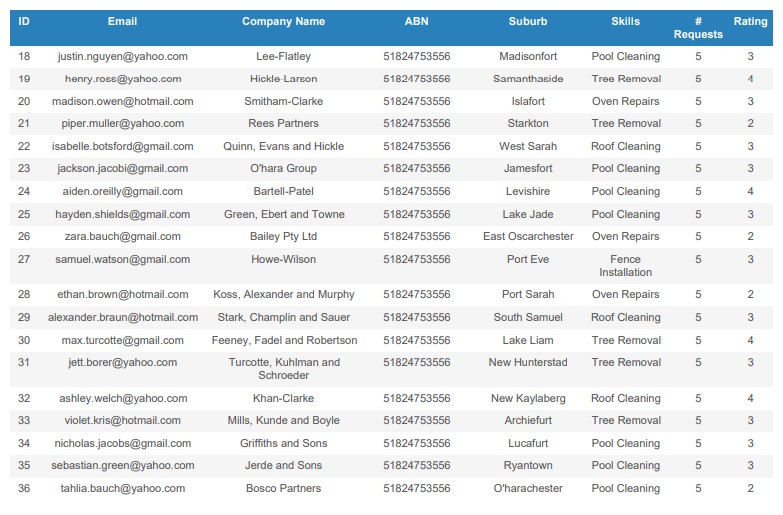 ID Email Company Name ABN Suburb Skills # Requests Rating
18 justin.nguyen@yahoo.com Lee-Flatley 51824753556 Madisonfort Pool Cleaning 5 3
19 henry.ross@yahoo.com Hickle-Larson 51824753556 Samanthaside Tree Removal 5 4
20 madison.owen@hotmail.com Smitham-Clarke 51824753556 Islafort Oven Repairs 5 3
21 piper.muller@yahoo.com Rees Partners 51824753556 Starkton Tree Removal 5 2
22 isabelle.botsford@gmail.com Quinn, Evans and Hickle 51824753556 West Sarah Roof Cleaning 5 3
23 jackson.jacobi@gmail.com O'hara Group 51824753556 Jamesfort Pool Cleaning 5 3
24 aiden.oreilly@gmail.com Bartell-Patel 51824753556 Levishire Pool Cleaning 5 4
25 hayden.shields@gmail.com Green, Ebert and Towne 51824753556 Lake Jade Pool Cleaning 5 3
26 zara.bauch@gmail.com Bailey Pty Ltd 51824753556 East Oscarchester Oven Repairs 5 2
27 samuel.watson@gmail.com Howe-Wilson 51824753556 Port Eve Fence Installation 5 3
28 ethan.brown@hotmail.com Koss, Alexander and Murphy 51824753556 Port Sarah Oven Repairs 5 2
29 alexander.braun@hotmail.com Stark, Champlin and Sauer 51824753556 South Samuel Roof Cleaning 5 3
30 max.turcotte@gmail.com Feeney, Fadel and Robertson 51824753556 Lake Liam Tree Removal 5 4
31 jett.borer@yahoo.com Turcotte, Kuhlman and Schroeder 51824753556 New Hunterstad Tree Removal 5 3
32 ashley.welch@yahoo.com Khan-Clarke 51824753556 New Kaylaberg Roof Cleaning 5 4
33 violet.kris@hotmail.com Mills, Kunde and Boyle 51824753556 Archiefurt Tree Removal 5 3
34 nicholas.jacobs@gmail.com Griffiths and Sons 51824753556 Lucafurt Pool Cleaning 5 3
35 sebastian.green@yahoo.com Jerde and Sons 51824753556 Ryantown Pool Cleaning 5 3
36 tahlia.bauch@yahoo.com Bosco Partners 51824753556 O'harachester Pool Cleaning 5 2